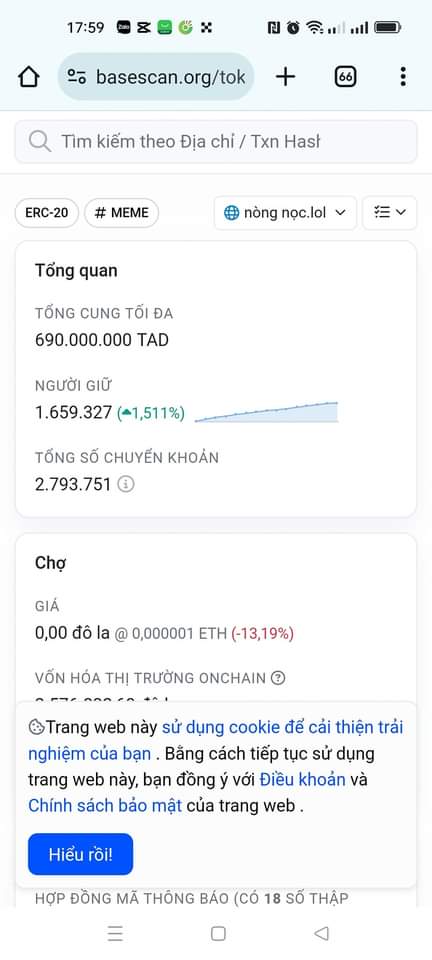 17:59
Zalo
basescan.org/tok
66
Tìm kiếm theo Địa chỉ / Txn Hash
ERC-20
# MEME
nòng nọc.lol
Tổng quan
TỔNG CUNG TỐI ĐA
690.000.000 TAD
NGƯỜI GIỮ
1.659.327 (1,511%)
TỔNG SỐ CHUYỂN KHOẢN
2.793.751
Chợ
GIÁ
0,00 đô la @ 0,000001 ETH (-13,19%)
VỐN HÓA THỊ TRƯỜNG ONCHAIN
Trang web này sử dụng cookie để cải thiện trải
nghiệm của bạn . Bằng cách tiếp tục sử dụng
trang web này, bạn đồng ý với Điều khoản và
Chính sách bảo mật của trang web .
Hiểu rồi!
HỢP ĐỒNG MÃ THÔNG BÁO (CÓ 18 SỐ THẬP